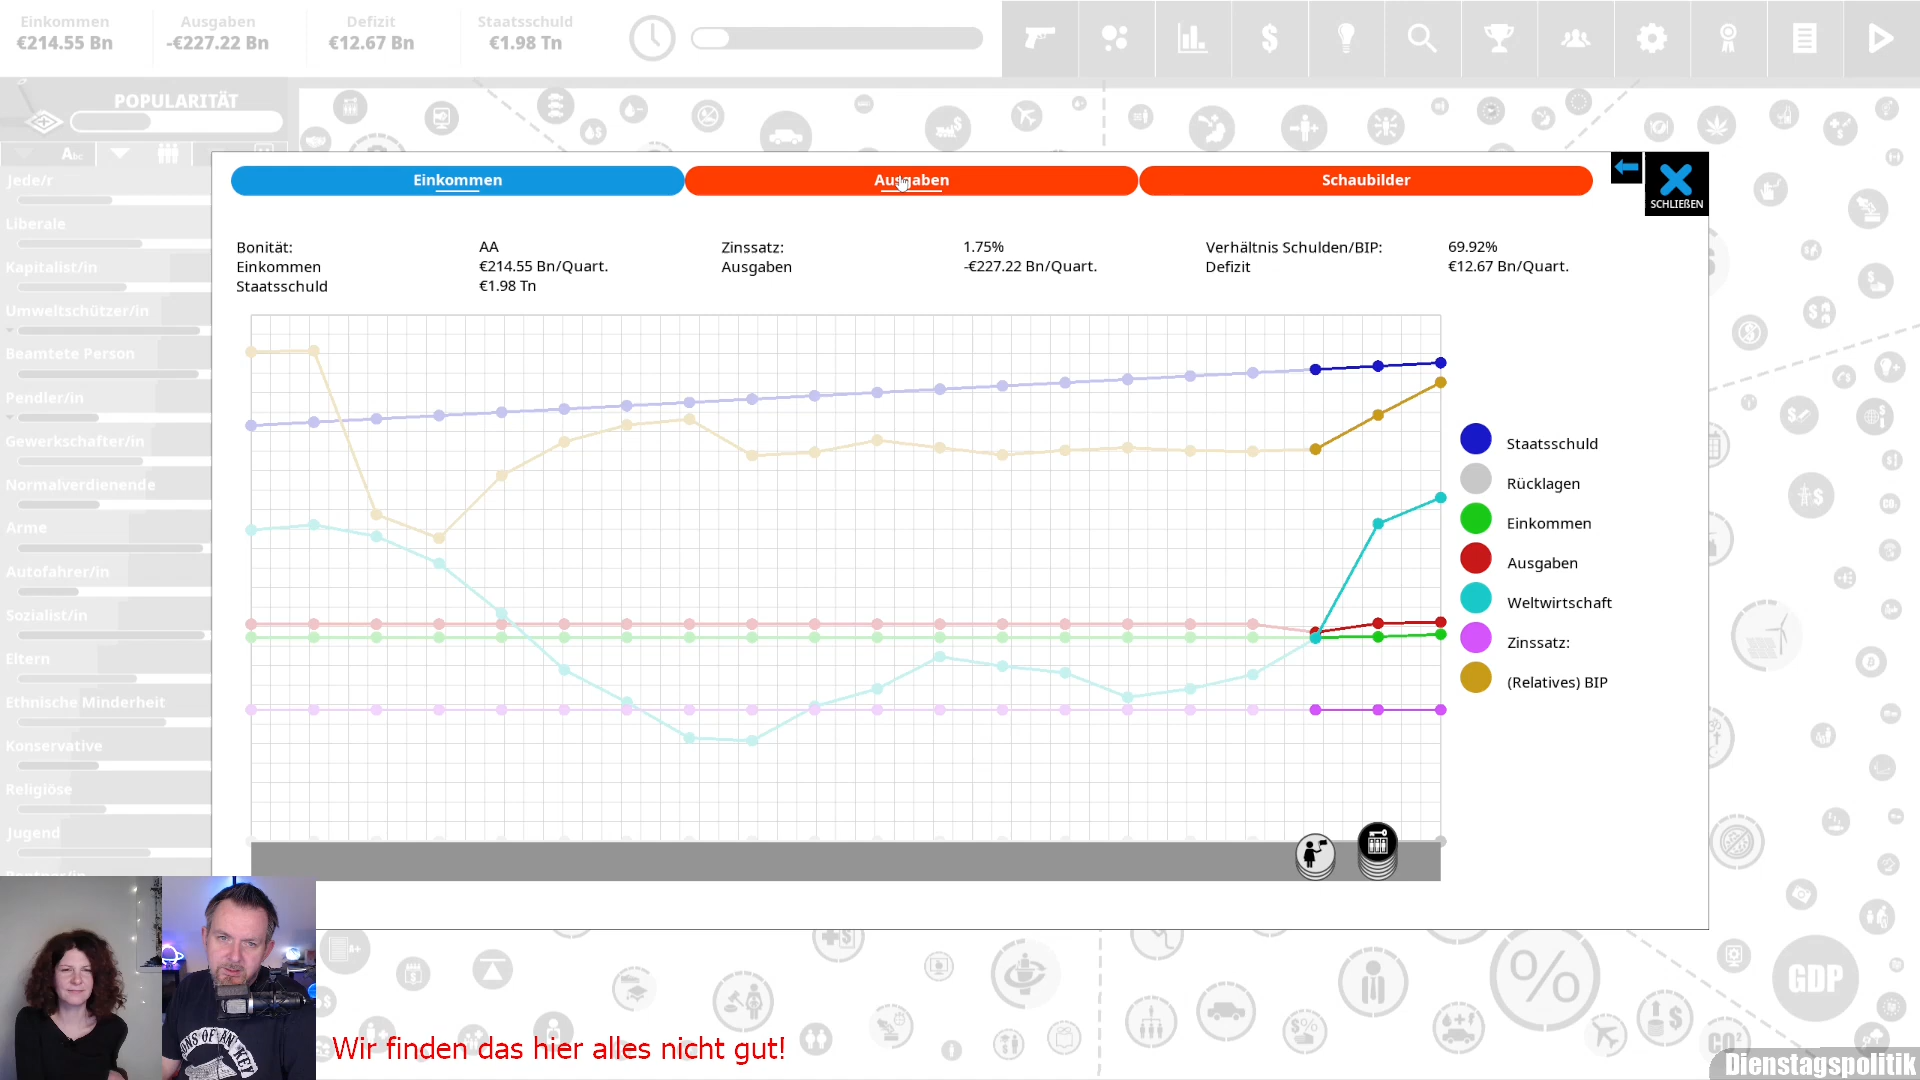 Einkommen
€214.55 Bn
Ausgaben
-€227.22 Bn
Defizit
€12.67 Bn
Staatsschuld
€1.98 Tn
POPULARITÄT
Abc
Jede/r
Liberale
Kapitalist/in
Umweltschützer/in
Beamtete Person
Pendler/in
Gewerkschafter/in
Normalverdienende
Arme
Autofahrer/in
Sozialist/in
Eltern
Ethnische Minderheit
Konservative
Religiöse
Jugend
Einkommen
Ausgaben
Schaubilder
SCHLIEßEN
Bonität: AA
Einkommen €214.55 Bn/Quart.
Staatsschuld €1.98 Tn
Zinssatz: 1.75%
Ausgaben -€227.22 Bn/Quart.
Verhältnis Schulden/BIP: 69.92%
Defizit €12.67 Bn/Quart.
Staatsschuld
Rücklagen
Einkommen
Ausgaben
Weltwirtschaft
Zinssatz:
(Relatives) BIP
GDP
CO²
Wir finden das hier alles nicht gut!
Dienstagspolitik